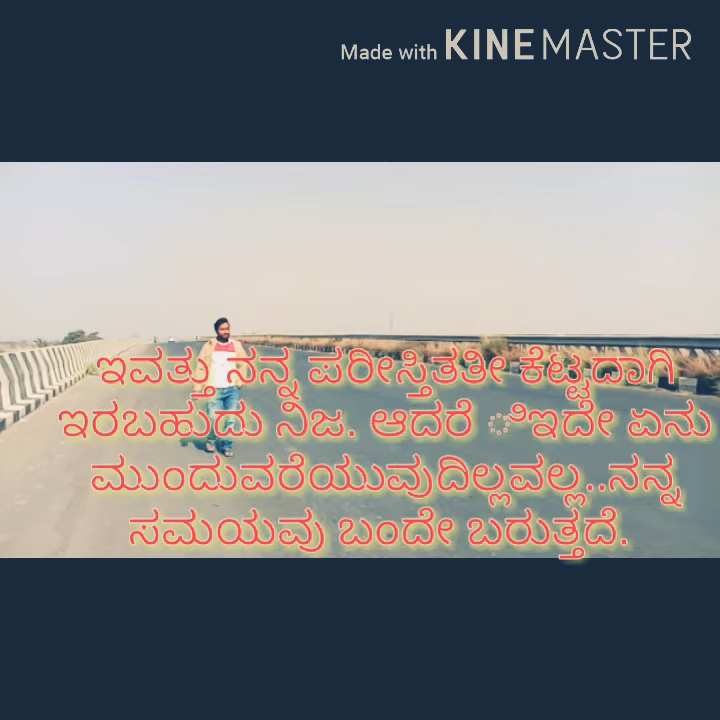 Made with KINEMASTER
ಇವತ್ತು ನನ್ನ ಪರೀಸ್ತಿತತೀ ಕೆಟ್ಟದಾಗಿ
ಇರಬಹುದು ನಿಜ. ಆದರೆ ಿಇದೇ ಏನು
ಮುಂದುವರೆಯುವುದಿಲ್ಲವಲ್ಲ..ನನ್ನ
ಸಮಯವು ಬಂದೇ ಬರುತ್ತದೆ.